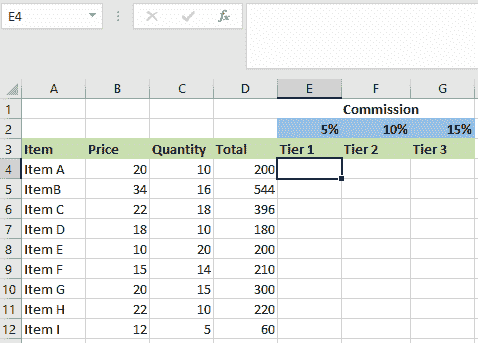 E4 fx
A B C D E F G
1 Commission
2 5% 10% 15%
3 Item Price Quantity Total Tier 1 Tier 2 Tier 3
4 Item A 20 10 200
5 ItemB 34 16 544
6 Item C 22 18 396
7 Item D 18 10 180
8 Item E 10 20 200
9 Item F 15 14 210
10 Item G 20 15 300
11 Item H 22 10 220
12 Item I 12 5 60